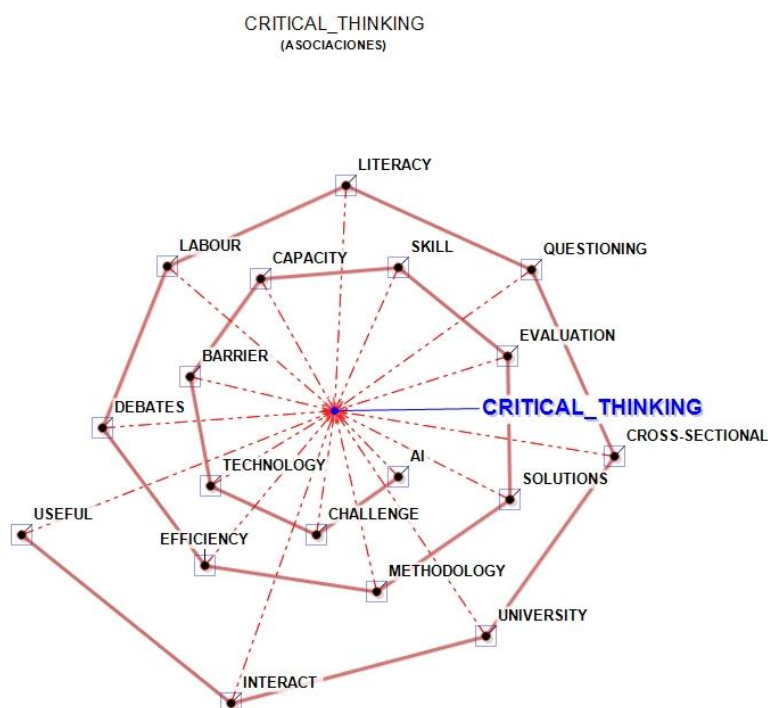 CRITICAL_THINKING
(ASOCIACIONES)
LITERACY
LABOUR
CAPACITY
SKILL
QUESTIONING
EVALUATION
BARRIER
DEBATES
CRITICAL_THINKING
CROSS-SECTIONAL
AI
TECHNOLOGY
SOLUTIONS
USEFUL
CHALLENGE
EFFICIENCY
METHODOLOGY
UNIVERSITY
INTERACT